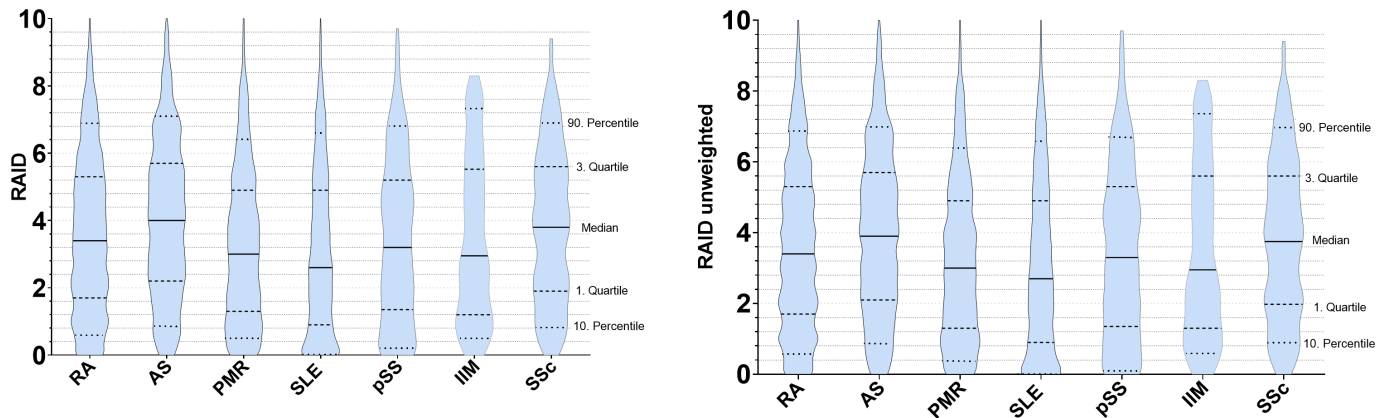 RAID
10
8
6
4
2
0
90. Percentile
3. Quartile
Median
1. Quartile
10. Percentile
RA AS PMR SLE pSS IIM SSc
RAID unweighted
10
8
6
4
2
0
90. Percentile
3. Quartile
Median
1. Quartile
10. Percentile
RA AS PMR SLE pSS IIM SSc